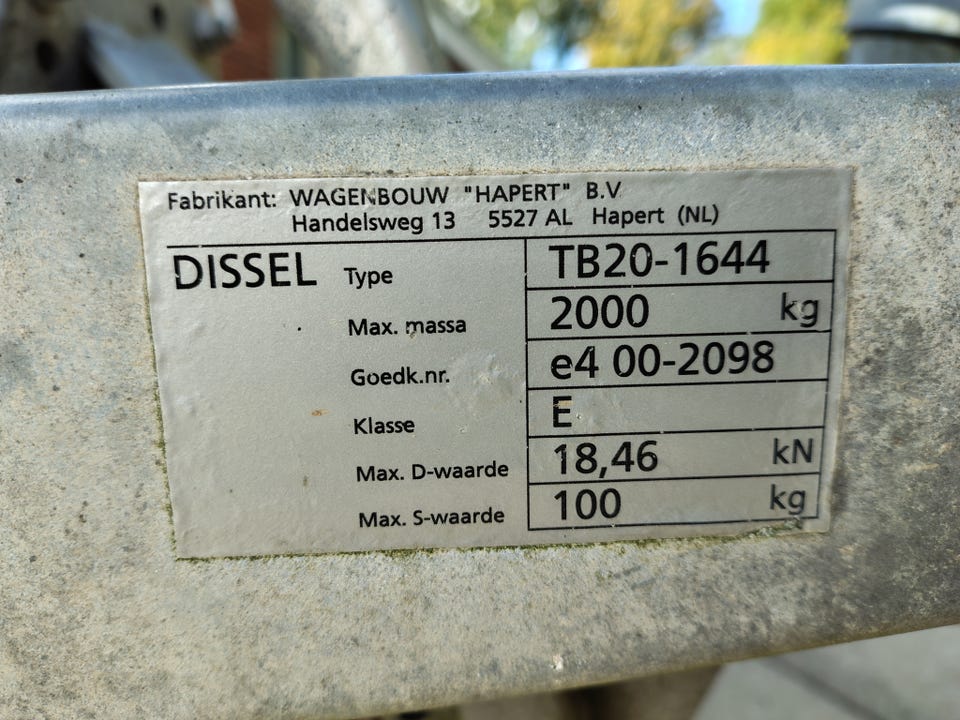 Fabrikant: WAGENBOUW "HAPERT" B.V
Handelsweg 13 5527 AL Hapert (NL)
DISSEL Type TB20-1644
Max. massa 2000 kg
Goedk.nr. e4 00-2098
Klasse E
Max. D-waarde 18,46 kN
Max. S-waarde 100 kg